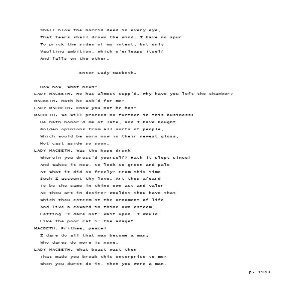 Shall blow the horrid deed in every eye,
That tears shall drown the wind. I have no spur
To prick the sides of my intent, but only
Vaulting ambition, which o'erleaps itself
And falls on the other.
Enter Lady Macbeth.
How now, what news?
LADY MACBETH. He has almost supp'd. Why have you left the chamber?
MACBETH. Hath he ask'd for me?
LADY MACBETH. Know you not he has?
MACBETH. We will proceed no further in this business:
He hath honor'd me of late, and I have bought
Golden opinions from all sorts of people,
Which would be worn now in their newest gloss,
Not cast aside so soon.
LADY MACBETH. Was the hope drunk
Wherein you dress'd yourself? Hath it slept since?
And wakes it now, to look so green and pale
At what it did so freely? From this time
Such I account thy love. Art thou afeard
To be the same in thine own act and valor
As thou art in desire? Wouldst thou have that
Which thou esteem'st the ornament of life
And live a coward in thine own esteem,
Letting "I dare not" wait upon "I would"
Like the poor cat i' the adage?
MACBETH. Prithee, peace!
I dare do all that may become a man;
Who dares do more is none.
LADY MACBETH. What beast wast then
That made you break this enterprise to me?
When you durst do it, then you were a man,